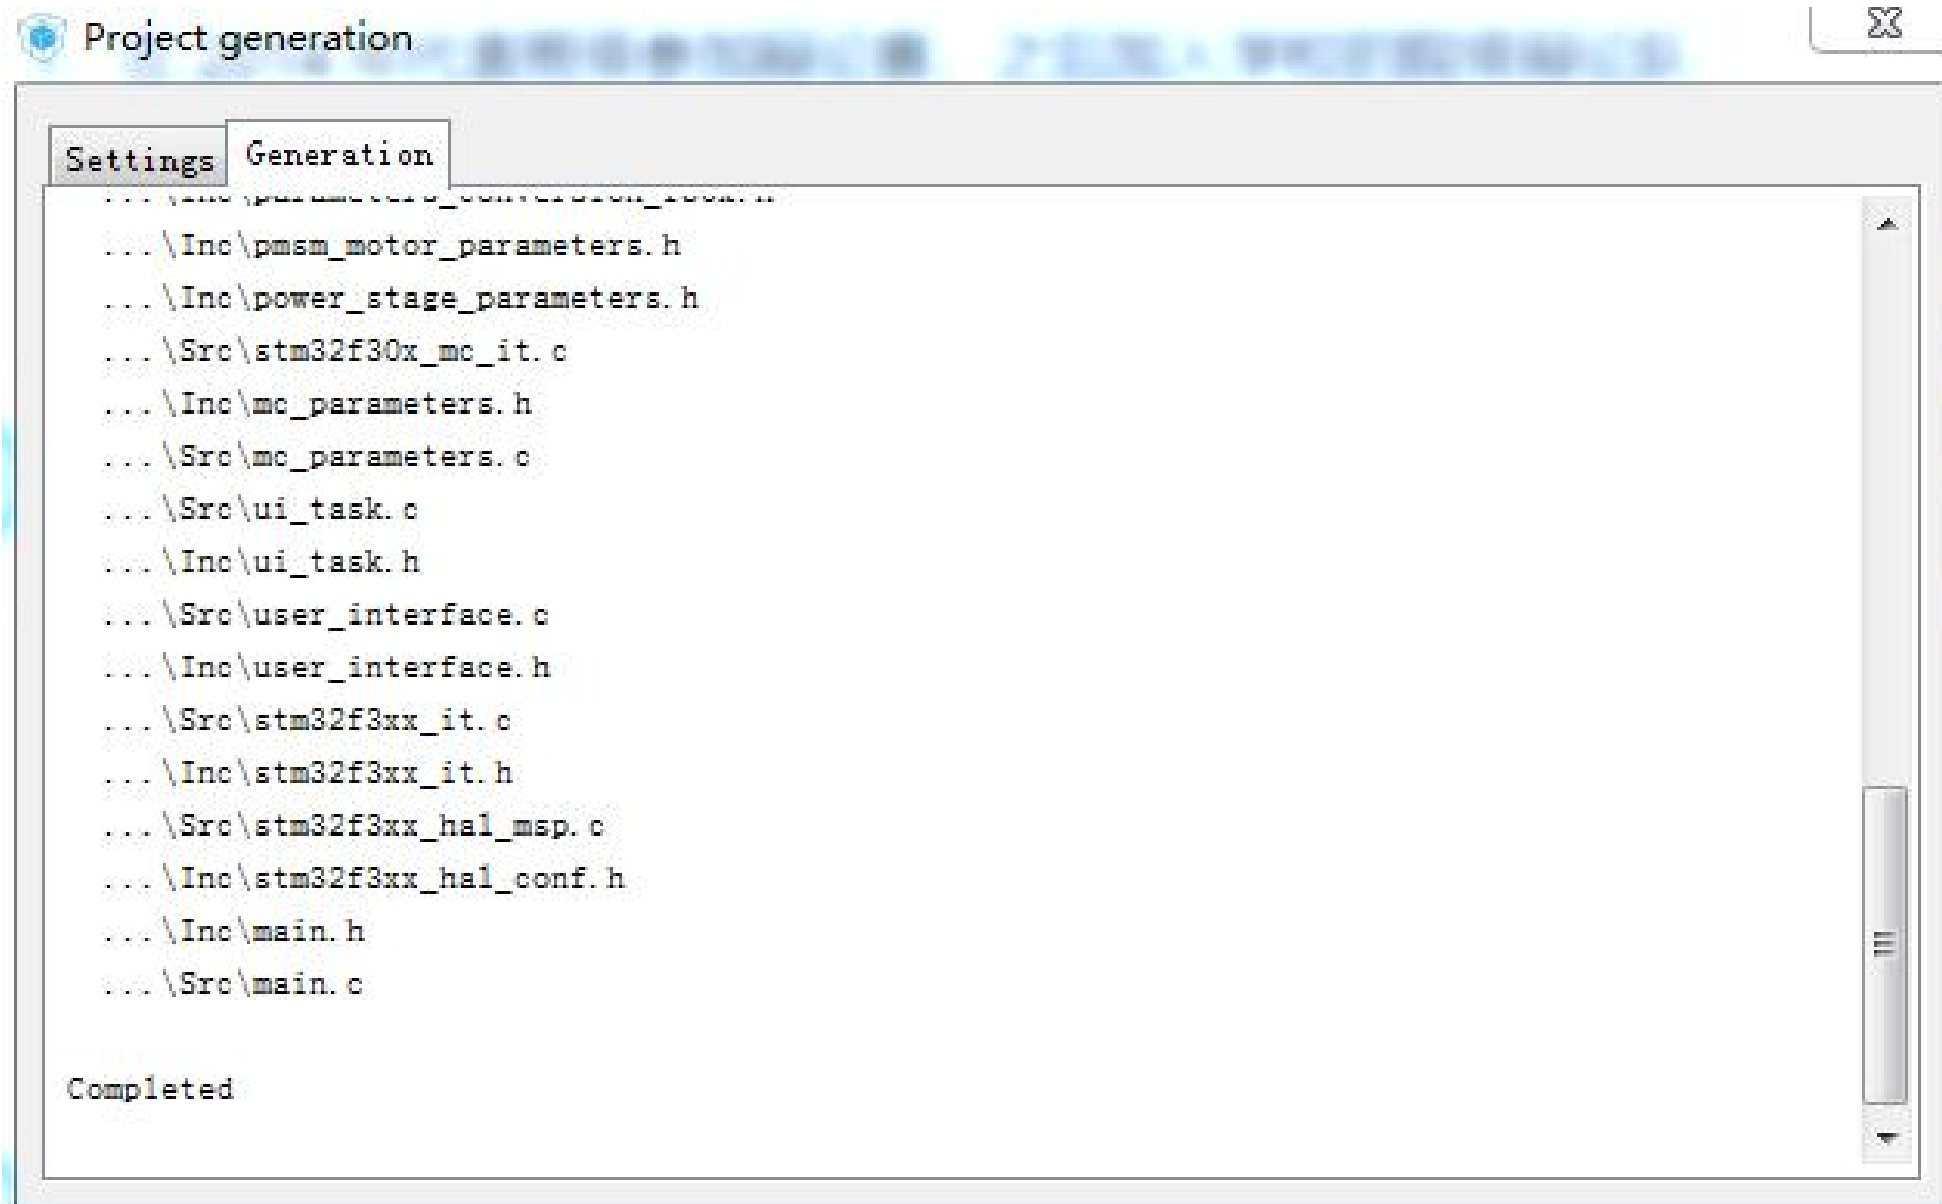 Project generation
Settings
Generation
...\Inc\pmsm_motor_parameters.h
...\Inc\power_stage_parameters.h
...\Src\stm32f30x_mc_it.c
...\Inc\mc_parameters.h
...\Src\mc_parameters.c
...\Src\ui_task.c
...\Inc\ui_task.h
...\Src\user_interface.c
...\Inc\user_interface.h
...\Src\stm32f3xx_it.c
...\Inc\stm32f3xx_it.h
...\Src\stm32f3xx_hal_msp.c
...\Inc\stm32f3xx_hal_conf.h
...\Inc\main.h
...\Src\main.c
Completed